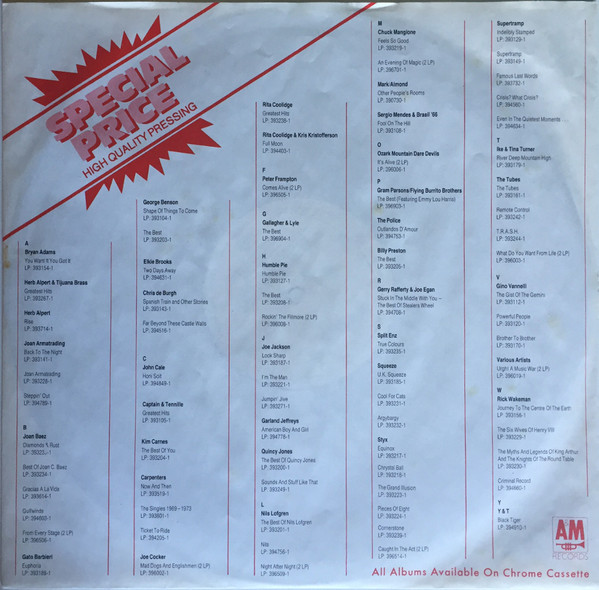 SPECIAL
PRICE
HIGH QUALITY PRESSING
A
Bryan Adams
You Want It You Got It
LP: 393154-1
Herb Alpert & Tijuana Brass
Greatest Hits
LP: 393267-1
Herb Alpert
Rise
LP: 393714-1
Joan Armatrading
Back To The Night
LP: 393141-1
Joan Armatrading
LP: 393228-1
Steppin' Out
LP: 394789-1
B
Joan Baez
Diamonds & Rust
LP:
Best Of Joan C. Baez
LP: 393234-1
Gracias A La Vida
LP: 393614-1
Gulfwinds
LP: 394603-1
From Every Stage (2 LP)
LP: 396506-1
Gato Barbieri
Euphoria
LP: 393188-1
George Benson
Shape Of Things To Come
LP: 393104-1
The Best
LP: 393203-1
Elkie Brooks
Two Days Away
LP: 394631-1
Chris de Burgh
Spanish Train and Other Stories
LP: 393143-1
Far Beyond These Castle Walls
LP: 394516-1
C
John Cale
Honi Soit
LP: 394849-1
Captain & Tennille
Greatest Hits
LP: 393105-1
Kim Carnes
The Best Of You
LP: 393204-1
Carpenters
Now And Then
LP: 393519-1
The Singles 1969-1973
LP: 393601-1
Ticket To Ride
LP: 394205-1
Joe Cocker
Mad Dogs And Englishmen (2 LP)
LP: 396002-1
Rita Coolidge
Greatest Hits
LP: 393238-1
Rita Coolidge & Kris Kristofferson
Full Moon
LP: 394403-1
F
Peter Frampton
Comes Alive (2 LP)
LP: 396505-1
G
Gallagher & Lyle
The Best
LP: 396904-1
H
Humble Pie
Humble Pie
LP: 393127-1
The Best
LP: 393208-1
Rockin' The Fillmore (2 LP)
LP: 396008-1
J
Joe Jackson
Look Sharp
LP: 393187-1
I'm The Man
LP: 393221-1
Jumpin' Jive
LP: 393271-1
Garland Jeffreys
American Boy And Girl
LP: 394778-1
Quincy Jones
The Best Of Quincy Jones
LP: 393200-1
Sounds And Stuff Like That
LP: 393249-1
L
Nils Lofgren
The Best Of Nils Lofgren
LP: 393201-1
Nils
LP: 394756-1
Night After Night (2 LP)
LP: 396509-1
M
Chuck Mangione
Feels So Good
LP: 393219-1
An Evening Of Magic (2 LP)
LP: 396701-1
Mark-Almond
Other People's Rooms
LP: 390730-1
Sergio Mendes & Brasil '66
Fool On The Hill
LP: 393108-1
O
Ozark Mountain Dare Devils
It's Alive (2 LP)
LP: 396006-1
P
Gram Parsons/Flying Burrito Brothers
The Best (Featuring Emmy Lou Harris)
LP: 396903-1
The Police
Outlandos D'Amour
LP: 394753-1
Billy Preston
The Best
LP: 393205-1
R
Gerry Rafferty & Joe Egan
Stuck In The Middle With You –
The Best Of Stealers Wheel
LP: 394708-1
S
Split Enz
True Colours
LP: 393235-1
Squeeze
U.K. Squeeze
LP: 393185-1
Cool For Cats
LP: 393231-1
Argybargy
LP: 393232-1
Styx
Equinox
LP: 393217-1
Chrystal Ball
LP: 393218-1
The Grand Illusion
LP: 393223-1
Pieces Of Eight
LP: 393224-1
Cornerstone
LP: 393239-1
Caught In The Act (2 LP)
LP: 396514-1
Supertramp
Indelibly Stamped
LP: 393129-1
Supertramp
LP: 393149-1
Famous Last Words
LP: 393732-1
Crisis? What Crisis?
LP: 394560-1
Even In The Quietest Moments
LP: 394634-1
T
Ike & Tina Turner
River Deep Mountain High
LP: 393179-1
The Tubes
The Tubes
LP: 393161-1
Remote Control
LP: 393242-1
T.R.A.S.H.
LP: 393244-1
What Do You Want From Life (2 LP)
LP: 396003-1
V
Gino Vannelli
The Gist Of The Gemini
LP: 393112-1
Powerful People
LP: 393120-1
Brother To Brother
LP: 393170-1
Various Artists
Urgh! A Music War (2 LP)
LP: 396019-1
W
Rick Wakeman
Journey To The Centre Of The Earth
LP: 393156-1
The Six Wives Of Henry VIII
LP: 393229-1
The Myths And Legends Of King Arthur
And The Knights Of The Round Table
LP: 393230-1
Criminal Record
LP: 394660-1
Y
Y & T
Black Tiger
LP: 394910-1
AM
RECORDS
All Albums Available On Chrome Cassette